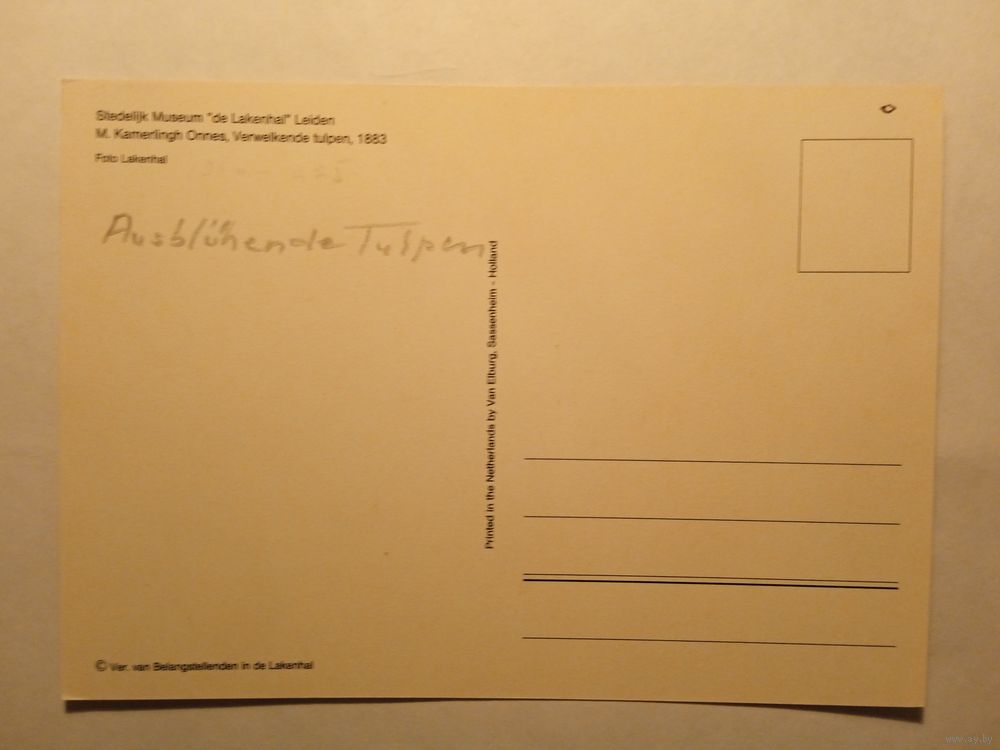 Stedelijk Museum "de Lakenhal" Leiden
M. Kamerlingh Onnes, Verwelkende tulpen, 1883
Foto Lakenhal
Ausblühende Tulpen
Printed in the Netherlands by Van Elburg, Sassenheim - Holland
© Ver. van Belangstellenden in de Lakenhal
www.ay.by